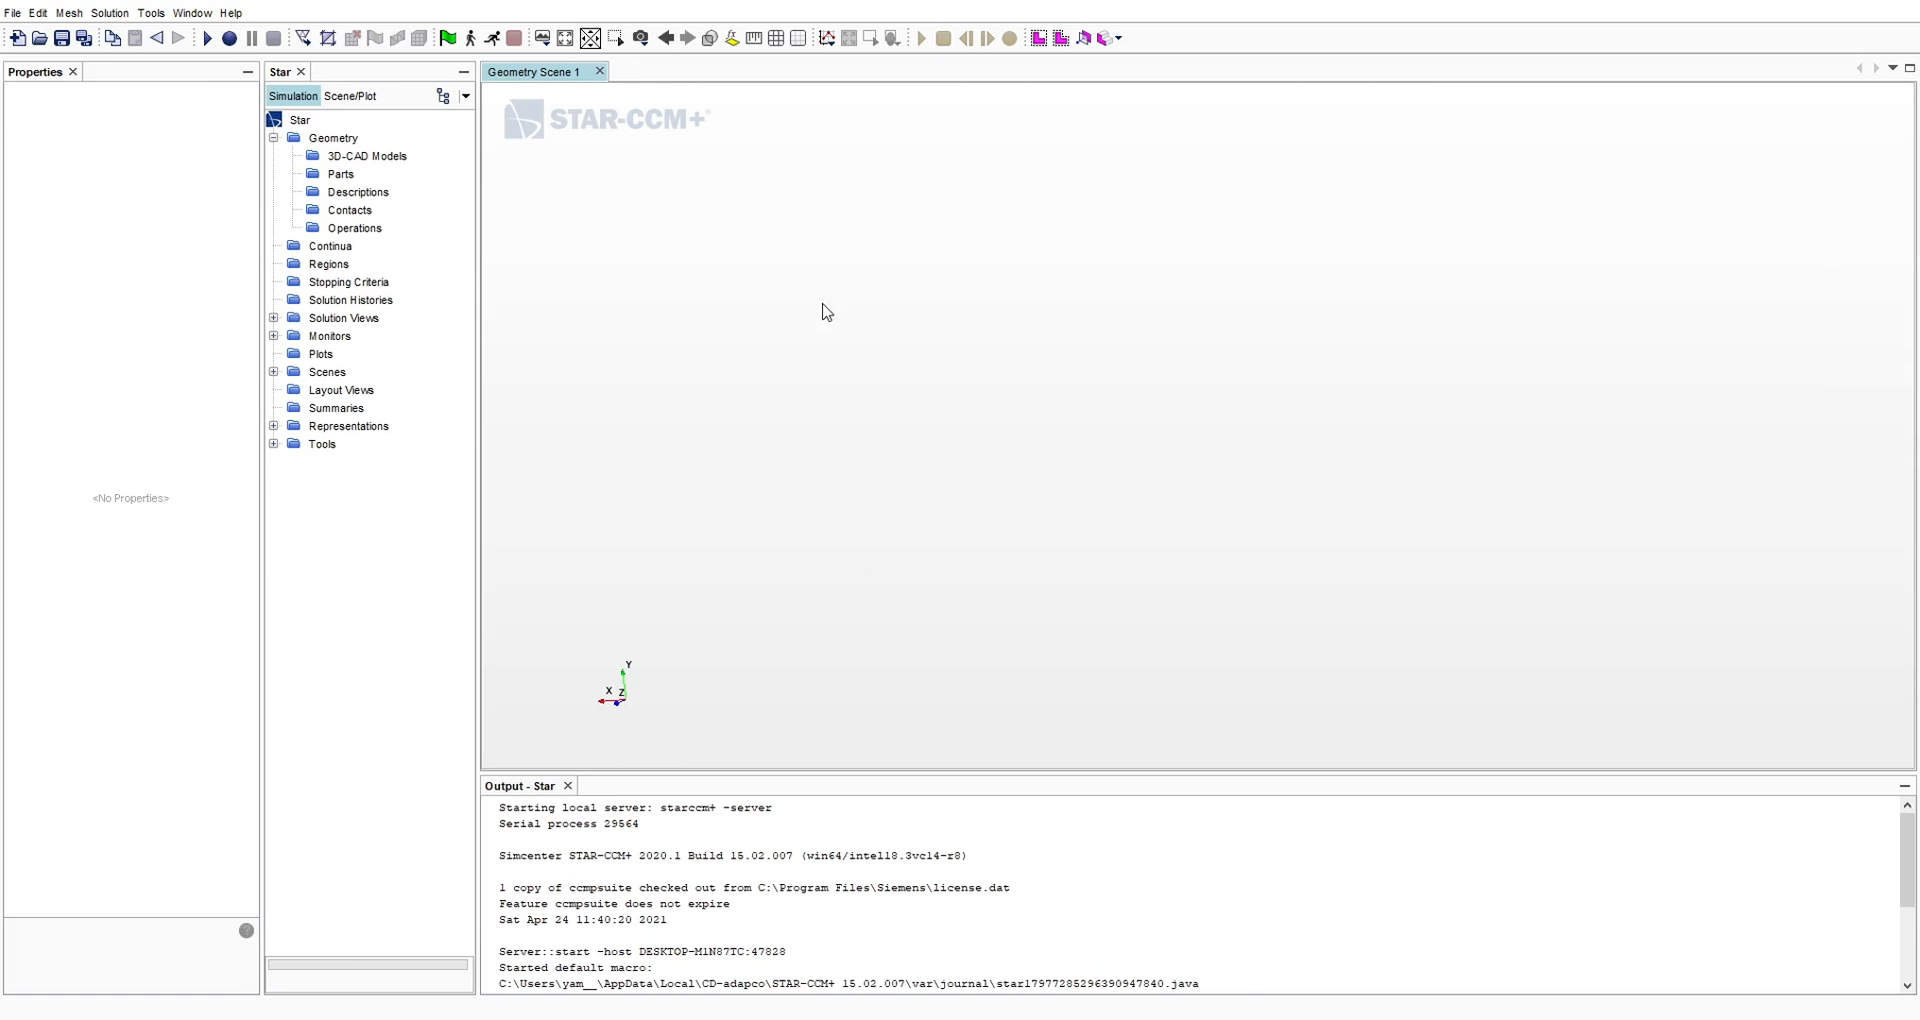 File Edit Mesh Solution Tools Window Help
Properties
Star
Geometry Scene 1
Simulation Scene/Plot
STAR-CCM+
Star
Geometry
3D-CAD Models
Parts
Descriptions
Contacts
Operations
Continua
Regions
Stopping Criteria
Solution Histories
Solution Views
Monitors
Plots
Scenes
Layout Views
Summaries
Representations
Tools
<No Properties>
Y
X Z
Output - Star
Starting local server: starccm+ -server
Serial process 29564
Simcenter STAR-CCM+ 2020.1 Build 15.02.007 (win64/intel18.3vc14-r8)
1 copy of ccmpsuite checked out from C:\Program Files\Siemens\license.dat
Feature ccmpsuite does not expire
Sat Apr 24 11:40:20 2021
Server::start -host DESKTOP-M1N87TC:47828
Started default macro:
C:\Users\yam__\AppData\Local\CD-adapco\STAR-CCM+ 15.02.007\var\journal\star17977285296390947840.java